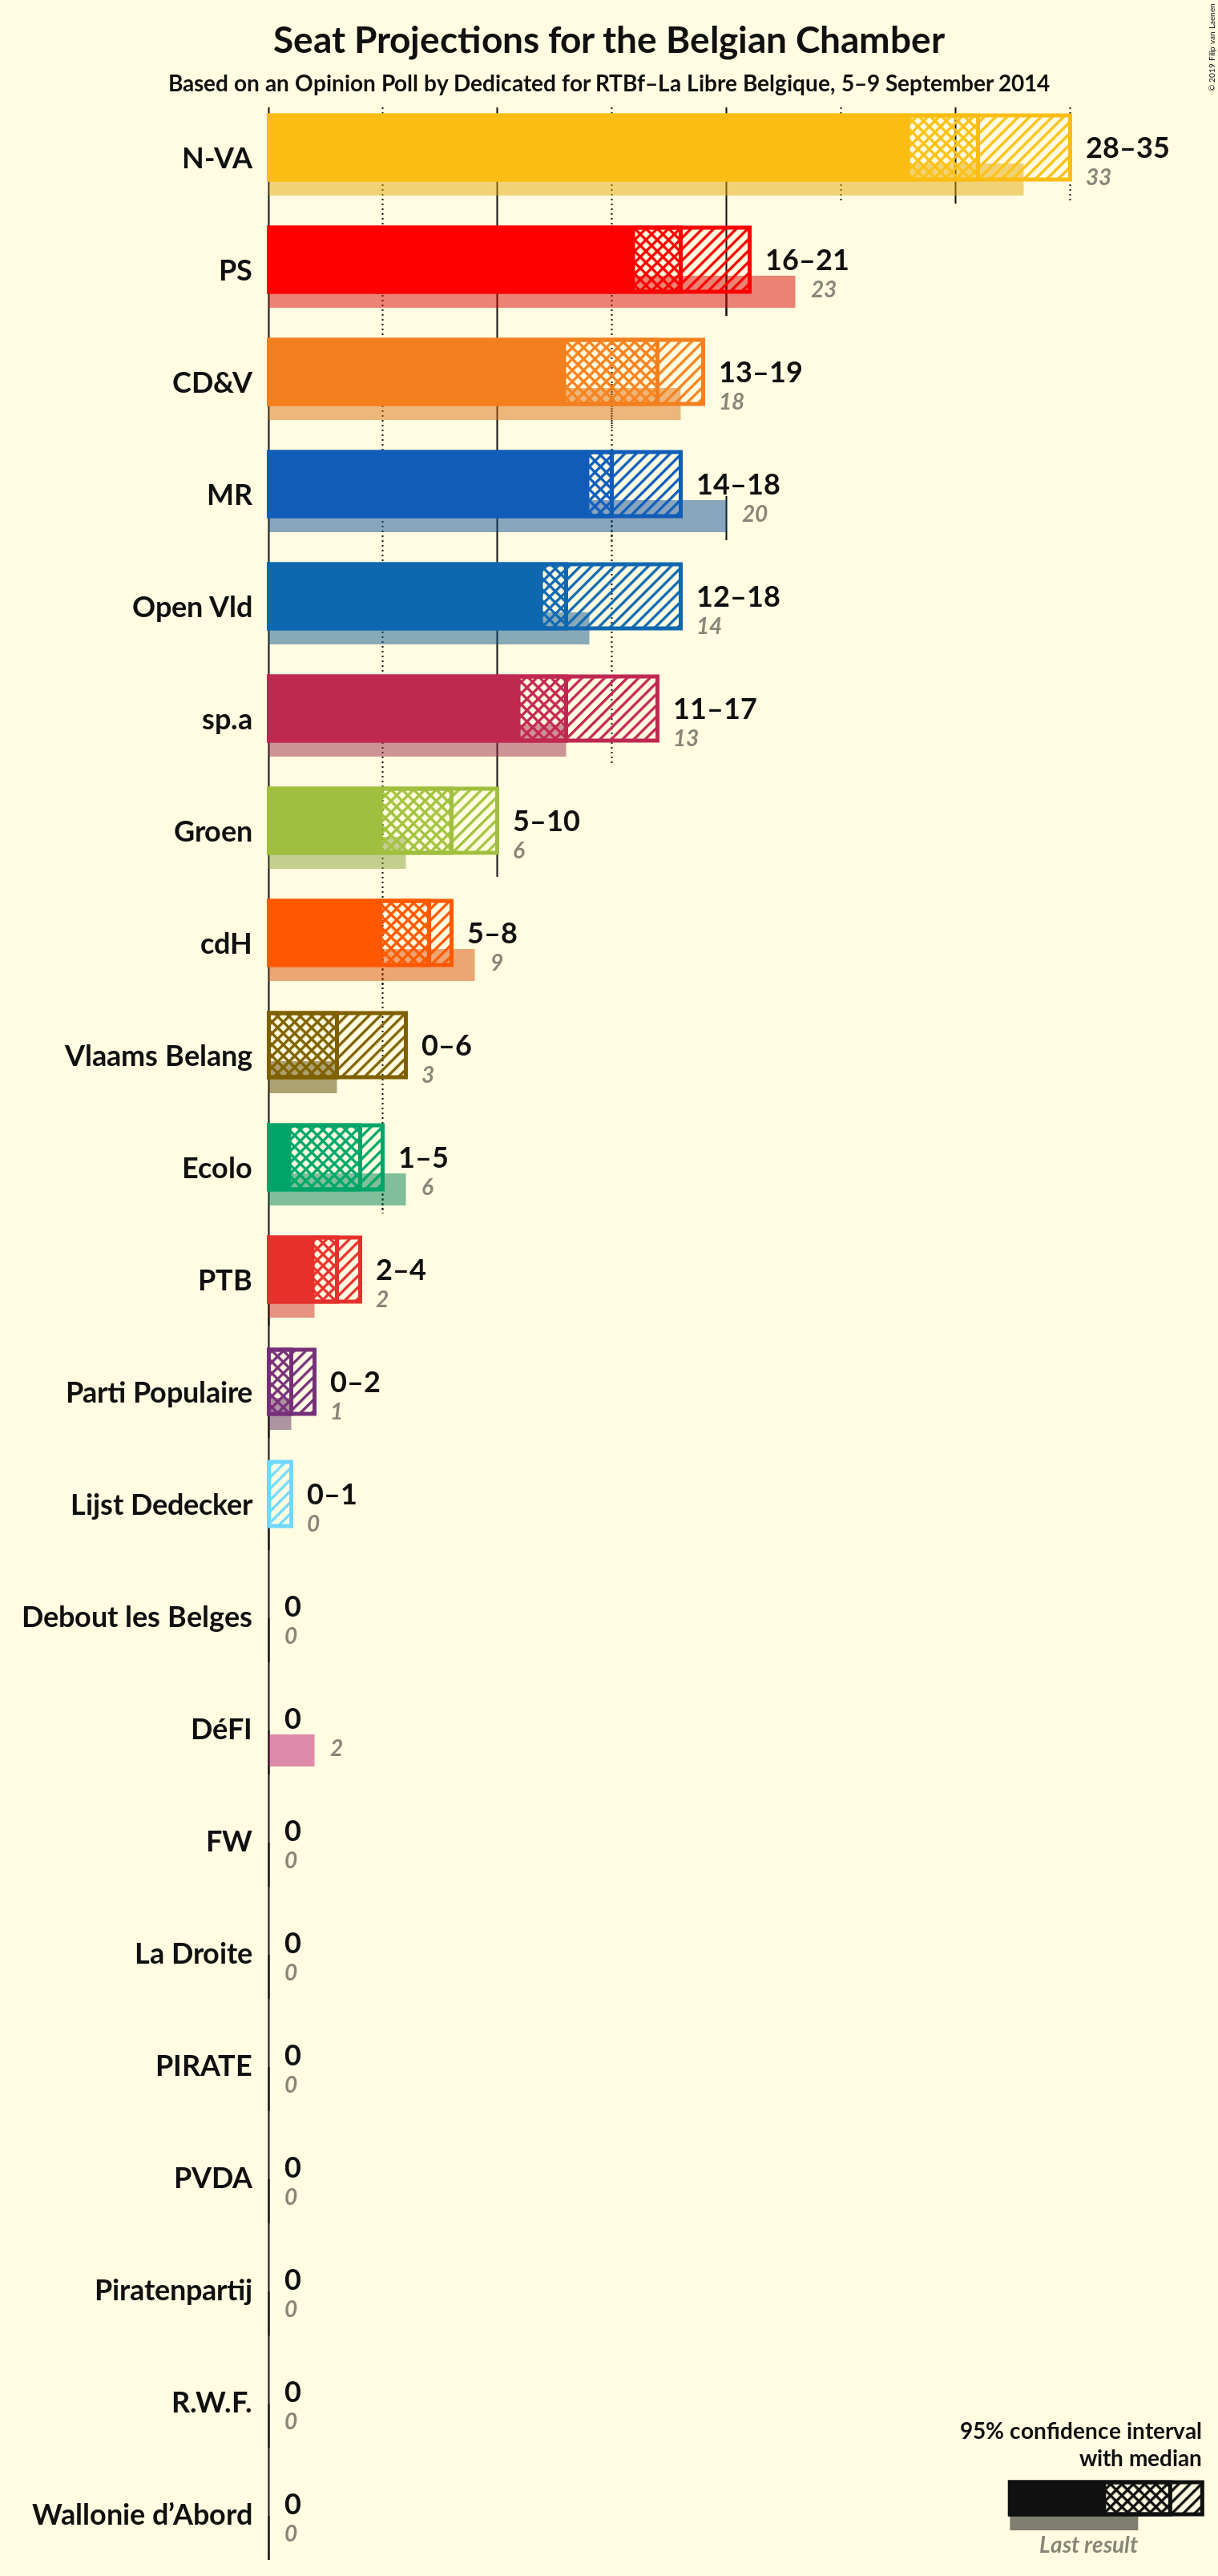 Seat Projections for the Belgian Chamber
Based on an Opinion Poll by Dedicated for RTBf–La Libre Belgique, 5–9 September 2014
© 2019 Filip van Laenen
N-VA
28–35
33
PS
16–21
23
CD&V
13–19
18
MR
14–18
20
Open Vld
12–18
14
sp.a
11–17
13
Groen
5–10
6
cdH
5–8
9
Vlaams Belang
0–6
3
Ecolo
1–5
6
PTB
2–4
2
Parti Populaire
0–2
1
Lijst Dedecker
0–1
0
Debout les Belges
0
0
DéFI
0
2
FW
0
0
La Droite
0
0
PIRATE
0
0
PVDA
0
0
Piratenpartij
0
0
R.W.F.
0
0
Wallonie d’Abord
0
0
95% confidence interval
with median
Last result